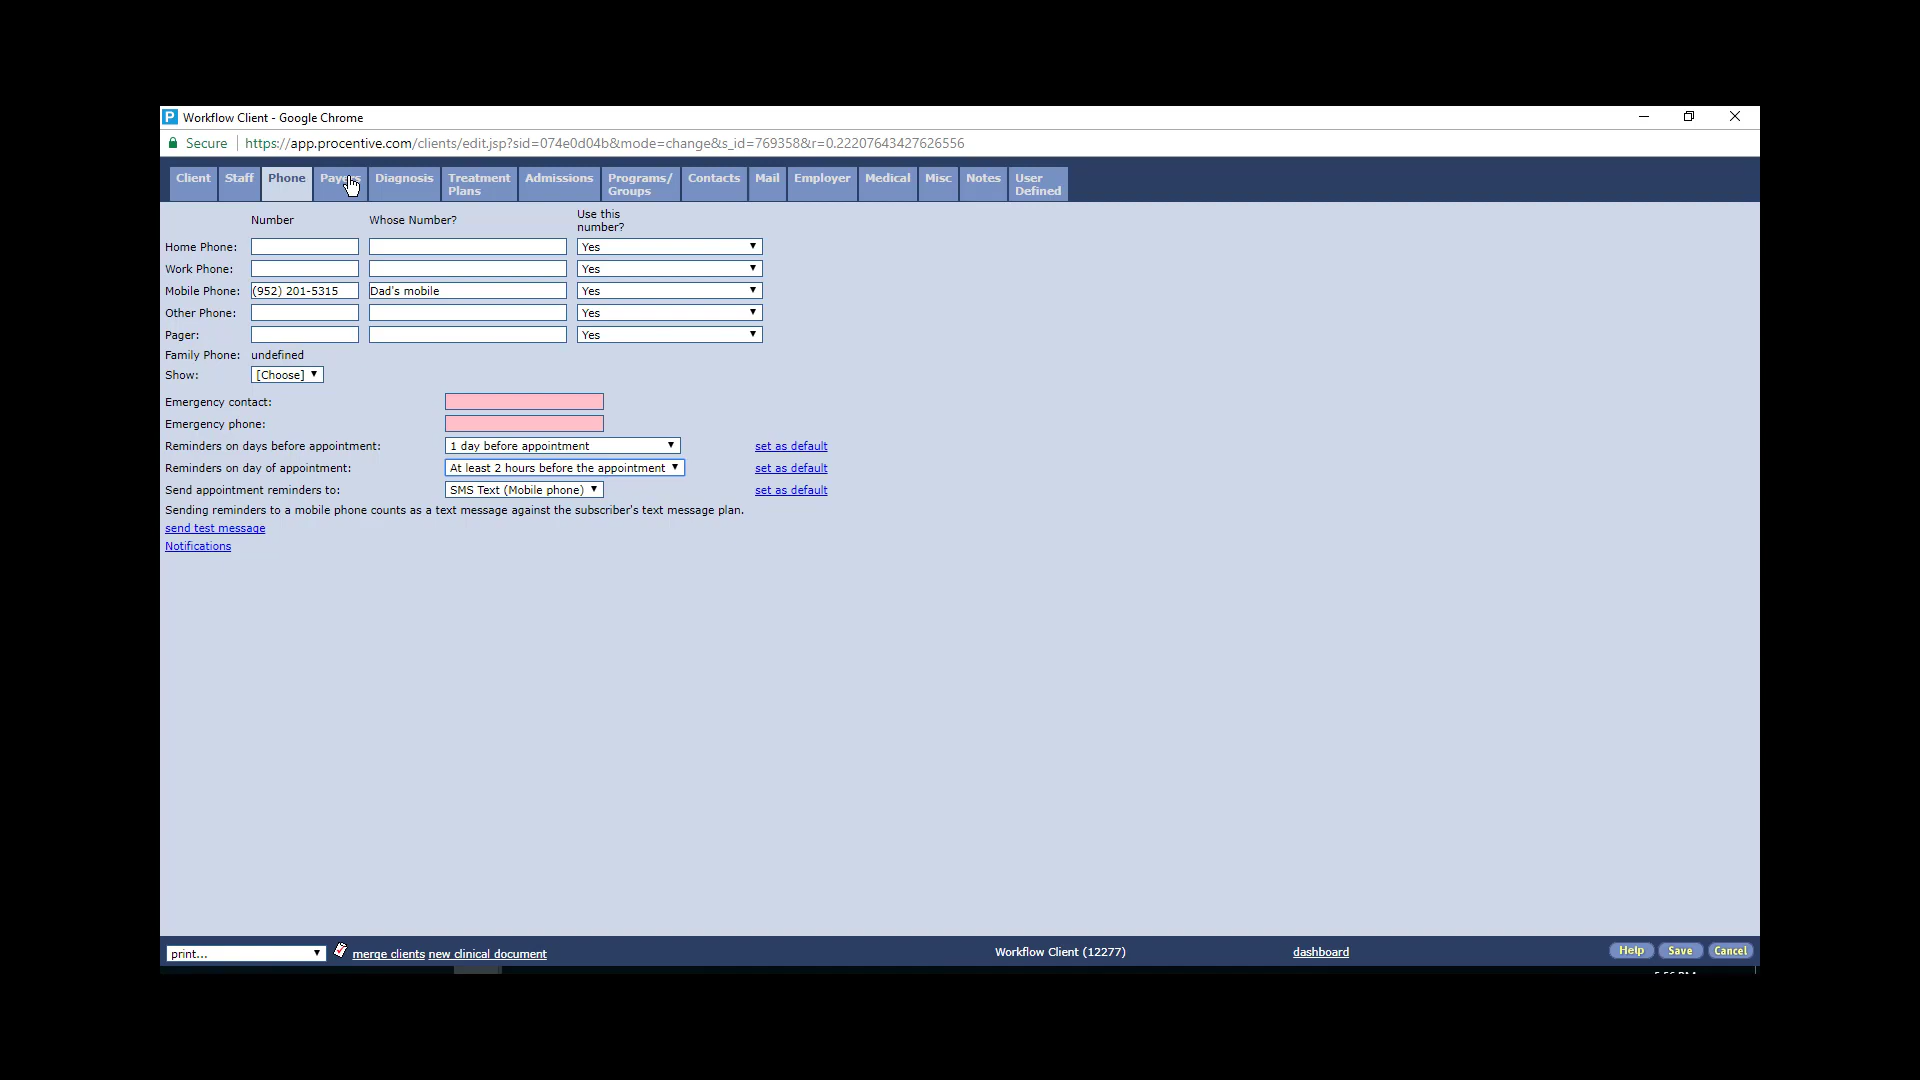 P Workflow Client - Google Chrome
Secure https://app.procentive.com/clients/edit.jsp?sid=074e0d04b&mode=change&s_id=769358&r=0.22207643427626556
Client Staff Phone Payers Diagnosis Treatment Plans Admissions Programs/ Groups Contacts Mail Employer Medical Misc Notes User Defined
Number Whose Number? Use this number?
Home Phone: Yes
Work Phone: Yes
Mobile Phone: (952) 201-5315 Dad's mobile Yes
Other Phone: Yes
Pager: Yes
Family Phone: undefined
Show: [Choose]
Emergency contact:
Emergency phone:
Reminders on days before appointment: 1 day before appointment set as default
Reminders on day of appointment: At least 2 hours before the appointment set as default
Send appointment reminders to: SMS Text (Mobile phone) set as default
Sending reminders to a mobile phone counts as a text message against the subscriber's text message plan.
send test message
Notifications
print... merge clients new clinical document Workflow Client (12277) dashboard Help Save Cancel